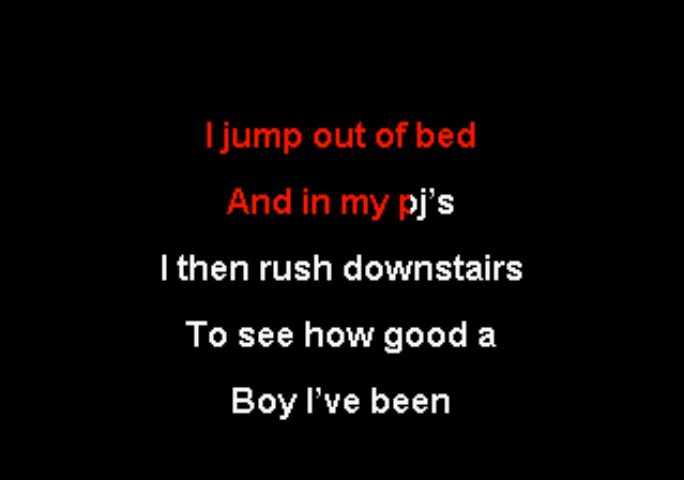 I jump out of bed
And in my pj’s
I then rush downstairs
To see how good a
Boy I’ve been